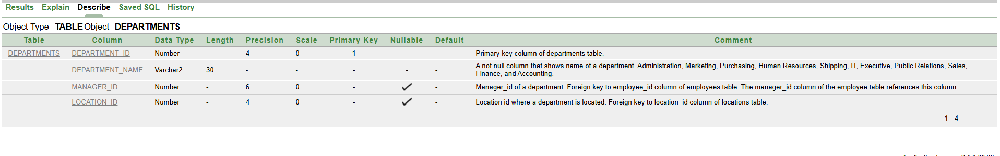 Results Explain Describe Saved SQL History
Object Type TABLE Object DEPARTMENTS
Table Column Data Type Length Precision Scale Primary Key Nullable Default Comment
DEPARTMENTS DEPARTMENT_ID Number - 4 0 1 - - Primary key column of departments table.
DEPARTMENT_NAME Varchar2 30 - - - - - A not null column that shows name of a department. Administration, Marketing, Purchasing, Human Resources, Shipping, IT, Executive, Public Relations, Sales,
Finance, and Accounting.
MANAGER_ID Number - 6 0 - ✓ - Manager_id of a department. Foreign key to employee_id column of employees table. The manager_id column of the employee table references this column.
LOCATION_ID Number - 4 0 - ✓ - Location id where a department is located. Foreign key to location_id column of locations table.
1 - 4